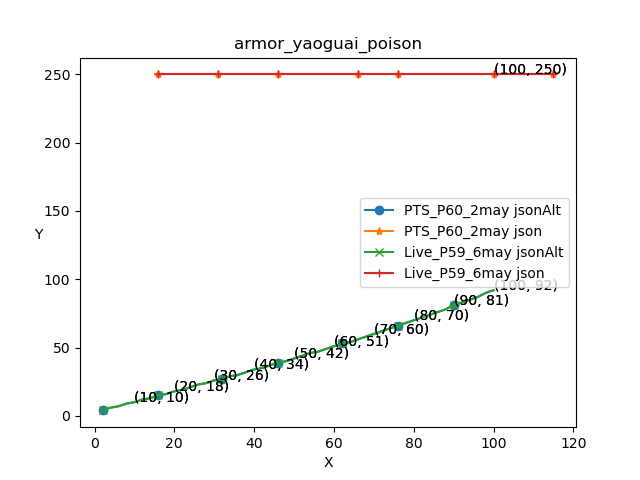 armor_yaoguai_poison
250
200
150
100
50
0
Y
(100, 250)
PTS_P60_2may jsonAlt
PTS_P60_2may json
Live_P59_6may jsonAlt
Live_P59_6may json
(100, 92)
(90, 81)
(80, 70)
(70, 60)
(60, 51)
(50, 42)
(40, 34)
(30, 26)
(20, 18)
(10, 10)
0 20 40 60 80 100 120
X